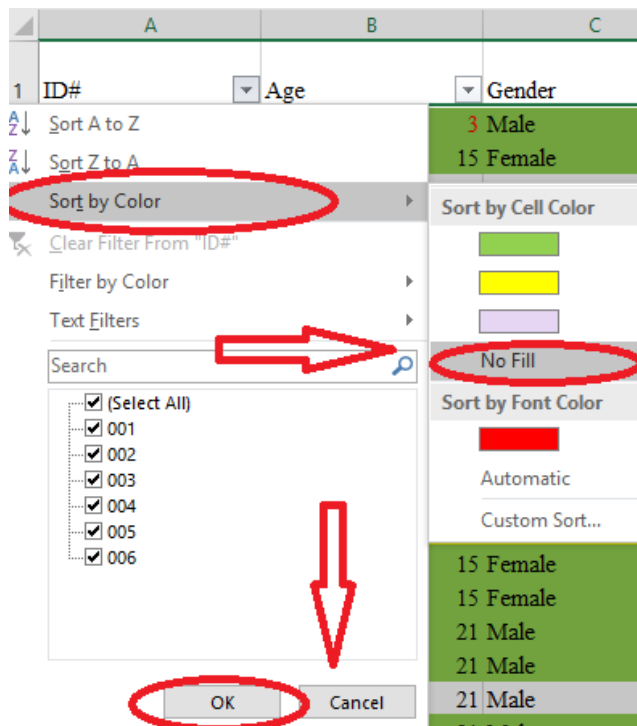 A B C
1 ID# Age Gender
Sort A to Z
3 Male
Sort Z to A
15 Female
Sort by Color
Sort by Cell Color
Clear Filter From "ID#"
Filter by Color
Text Filters
No Fill
Search
Sort by Font Color
(Select All)
001
002
Automatic
003
Custom Sort...
004
005
006
15 Female
15 Female
21 Male
21 Male
OK Cancel
21 Male